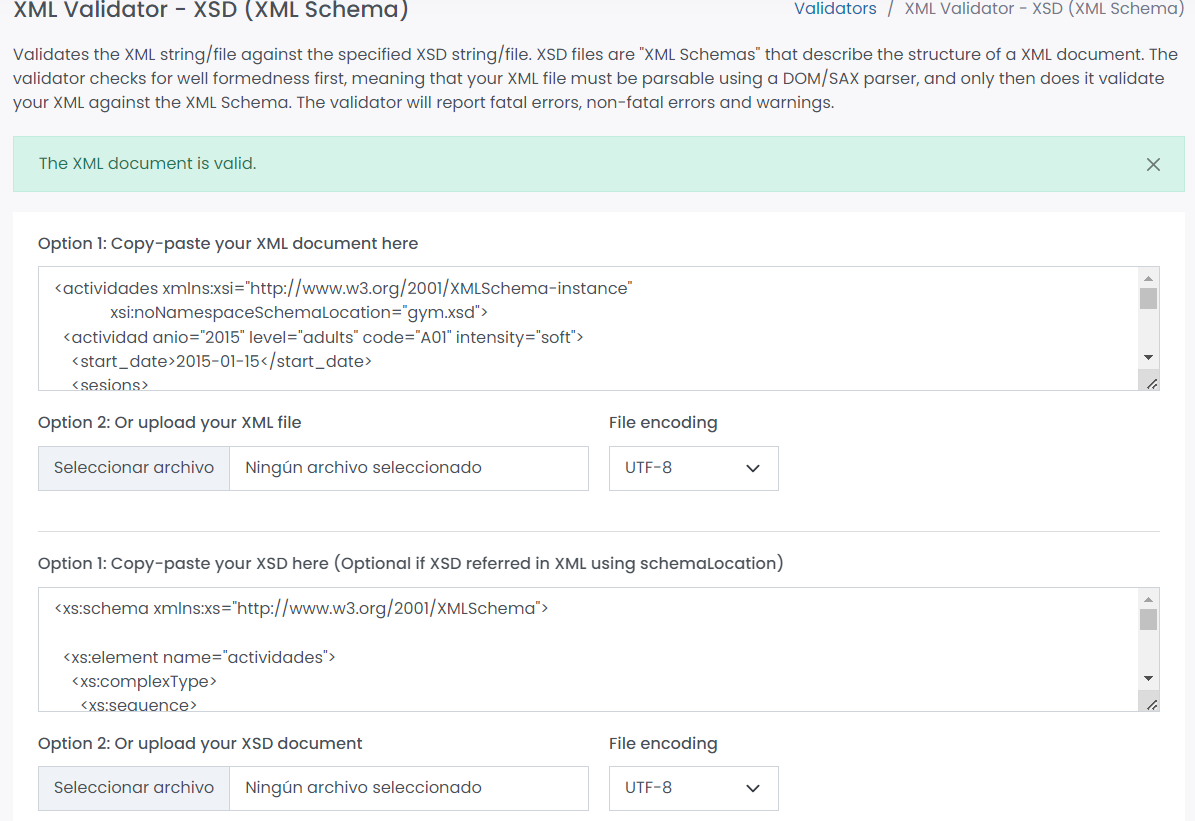 XML Validator - XSD (XML Schema)
Validators / XML Validator - XSD (XML Schema)
Validates the XML string/file against the specified XSD string/file. XSD files are "XML Schemas" that describe the structure of a XML document. The
validator checks for well formedness first, meaning that your XML file must be parsable using a DOM/SAX parser, and only then does it validate
your XML against the XML Schema. The validator will report fatal errors, non-fatal errors and warnings.
The XML document is valid.
Option 1: Copy-paste your XML document here
<actividades xmlns:xsi="http://www.w3.org/2001/XMLSchema-instance"
xsi:noNamespaceSchemaLocation="gym.xsd">
<actividad anio="2015" level="adults" code="A01" intensity="soft">
<start_date>2015-01-15</start_date>
<sesions>
Option 2: Or upload your XML file
File encoding
Seleccionar archivo Ningún archivo seleccionado
UTF-8
Option 1: Copy-paste your XSD here (Optional if XSD referred in XML using schemaLocation)
<xs:schema xmlns:xs="http://www.w3.org/2001/XMLSchema">
<xs:element name="actividades">
<xs:complexType>
<xs:sequence>
Option 2: Or upload your XSD document
File encoding
Seleccionar archivo Ningún archivo seleccionado
UTF-8